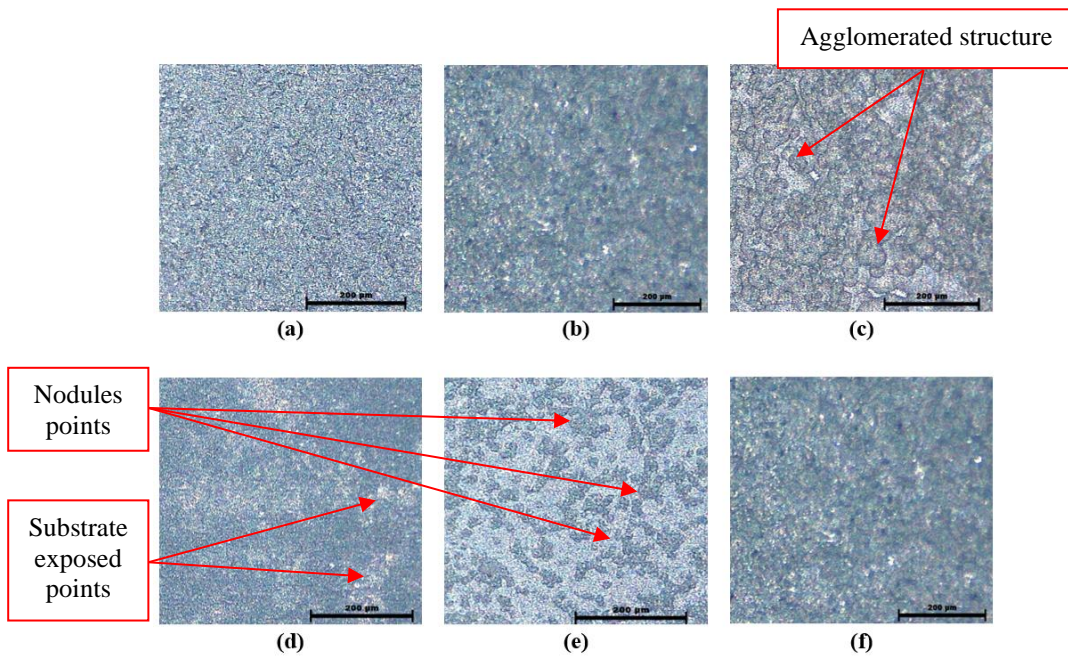 Agglomerated structure
200 µm
200 µm
200 µm
(a)
(b)
(c)
Nodules
points
Substrate
exposed
points
200 µm
200 µm
200 µm
(d)
(e)
(f)